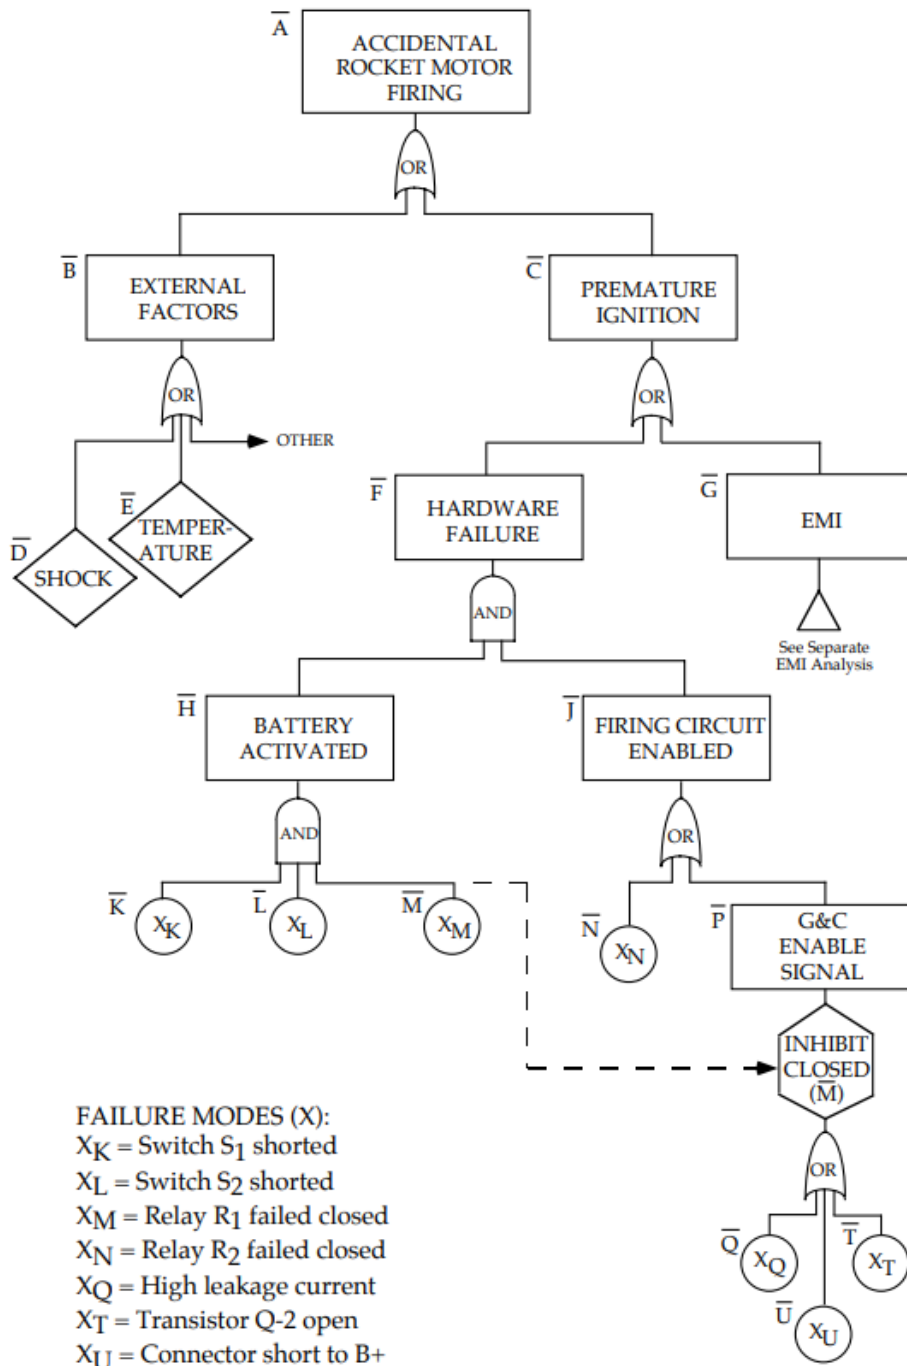 A̅
ACCIDENTAL
ROCKET MOTOR
FIRING
OR
B̅
EXTERNAL
FACTORS
C̅
PREMATURE
IGNITION
OR
OR
OTHER
D̅
SHOCK
E̅
TEMPER-
ATURE
F̅
HARDWARE
FAILURE
G̅
EMI
AND
See Separate
EMI Analysis
H̅
BATTERY
ACTIVATED
J̅
FIRING CIRCUIT
ENABLED
AND
OR
K̅
XK
L̅
XL
M̅
XM
N̅
XN
P̅
G&C
ENABLE
SIGNAL
INHIBIT
CLOSED
(M̅)
OR
Q̅
XQ
T̅
XT
U̅
XU
FAILURE MODES (X):
XK = Switch S1 shorted
XL = Switch S2 shorted
XM = Relay R1 failed closed
XN = Relay R2 failed closed
XQ = High leakage current
XT = Transistor Q-2 open
XU = Connector short to B+